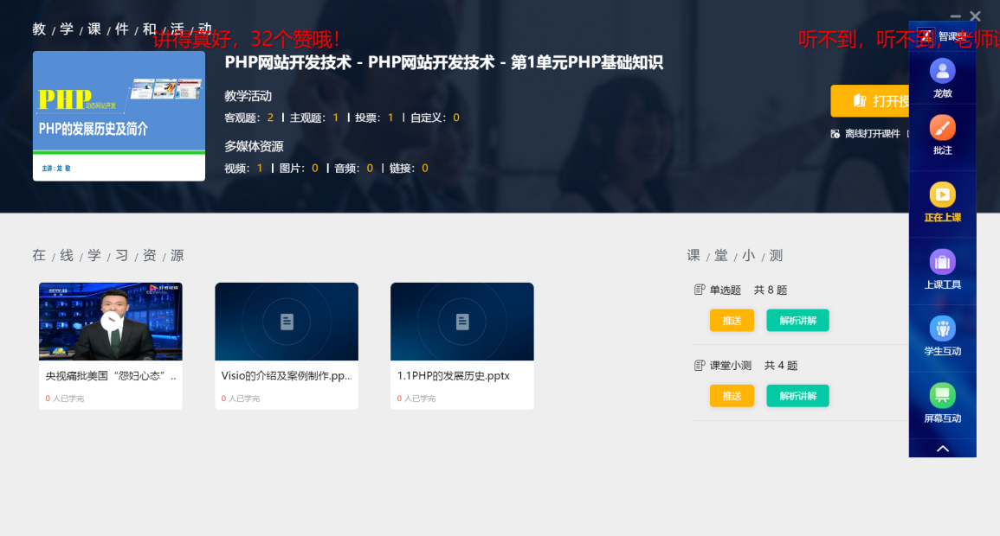 教 / 学 / 课 / 件 / 和 / 活 / 动
讲得真好，32个赞哦！
听不到，听不到，老师
智课堂
PHP网站开发技术 - PHP网站开发技术 - 第1单元PHP基础知识
PHP动态网站开发
PHP的发展历史及简介
主讲：龙 敏
教学活动
客观题：2 | 主观题：1 | 投票：1 | 自定义：0
多媒体资源
视频：1 | 图片：0 | 音频：0 | 链接：0
打开授
离线打开课件
龙敏
批注
正在上课
上课工具
学生互动
屏幕互动
在 / 线 / 学 / 习 / 资 / 源
央视痛批美国“怨妇心态”..
0 人已学完
Visio的介绍及案例制作.pp...
0 人已学完
1.1PHP的发展历史.pptx
0 人已学完
课 / 堂 / 小 / 测
单选题 共 8 题
推送 解析讲解
课堂小测 共 4 题
推送 解析讲解